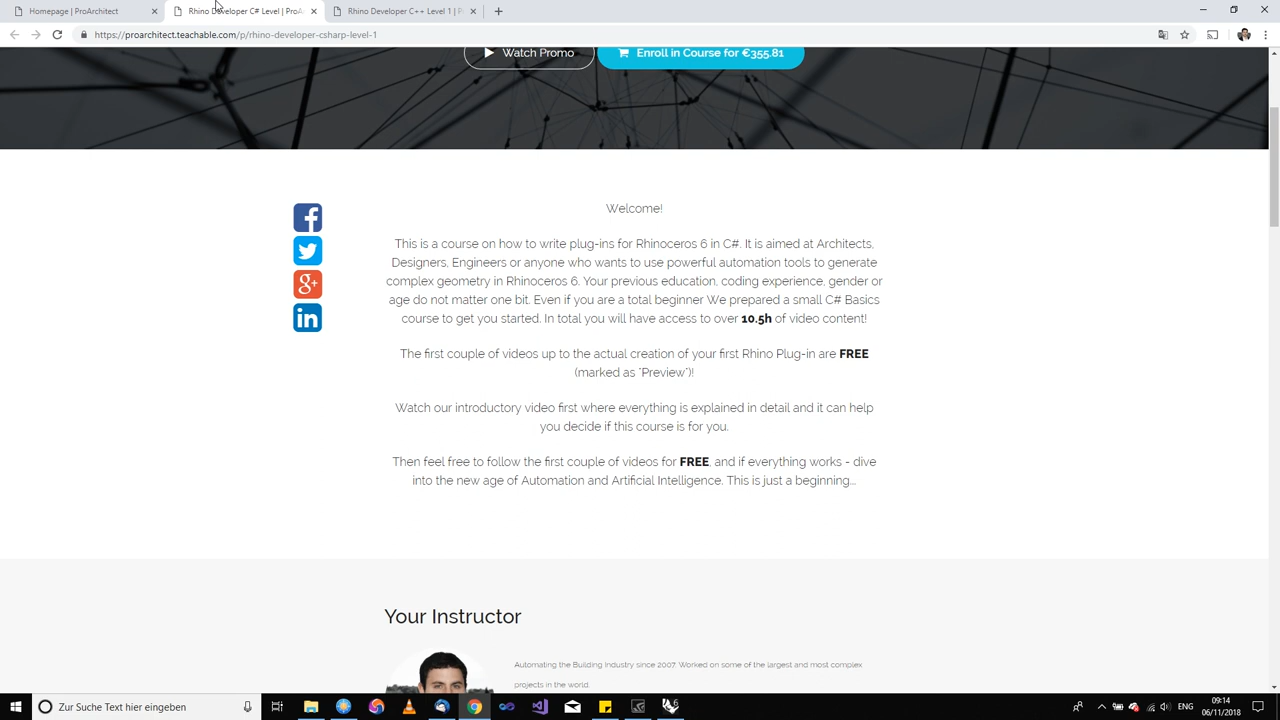 Homepage | ProArchitect
Rhino Developer C# Level | ProA
Rhino Developer C++ Level 1 | P
https://proarchitect.teachable.com/p/rhino-developer-csharp-level-1
Watch Promo
Enroll in Course for €355.81
Welcome!
This is a course on how to write plug-ins for Rhinoceros 6 in C#. It is aimed at Architects,
Designers, Engineers or anyone who wants to use powerful automation tools to generate
complex geometry in Rhinoceros 6. Your previous education, coding experience, gender or
age do not matter one bit. Even if you are a total beginner We prepared a small C# Basics
course to get you started. In total you will have access to over 10.5h of video content!
The first couple of videos up to the actual creation of your first Rhino Plug-in are FREE
(marked as "Preview")!
Watch our introductory video first where everything is explained in detail and it can help
you decide if this course is for you.
Then feel free to follow the first couple of videos for FREE, and if everything works - dive
into the new age of Automation and Artificial Intelligence. This is just a beginning...
Your Instructor
Automating the Building Industry since 2007. Worked on some of the largest and most complex
projects in the world.
Zur Suche Text hier eingeben
ENG
09:14
06/11/2018